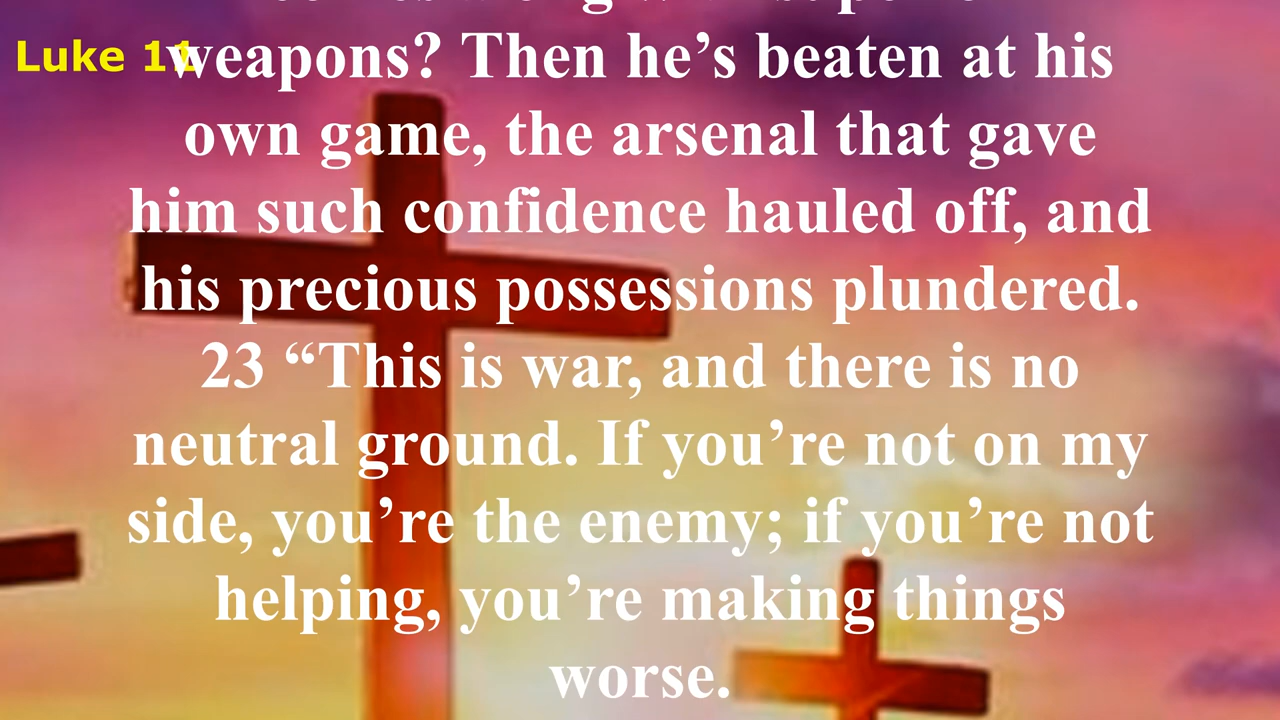 Luke 11
weapons? Then he’s beaten at his
own game, the arsenal that gave
him such confidence hauled off, and
his precious possessions plundered.
23 “This is war, and there is no
neutral ground. If you’re not on my
side, you’re the enemy; if you’re not
helping, you’re making things
worse.